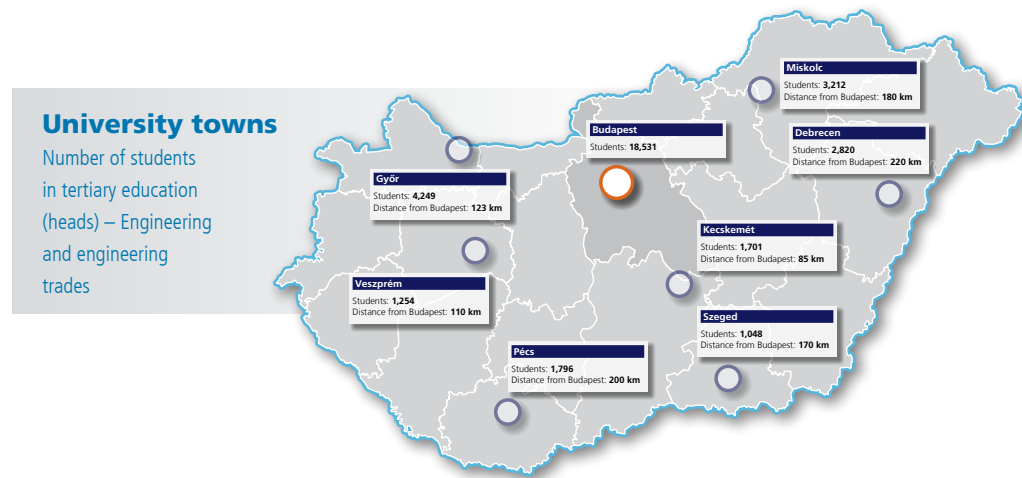 University towns
Number of students
in tertiary education
(heads) – Engineering
and engineering
trades
Miskolc
Students: 3,212
Distance from Budapest: 180 km
Budapest
Students: 18,531
Debrecen
Students: 2,820
Distance from Budapest: 220 km
Győr
Students: 4,249
Distance from Budapest: 123 km
Kecskemét
Students: 1,701
Distance from Budapest: 85 km
Veszprém
Students: 1,254
Distance from Budapest: 110 km
Szeged
Students: 1,048
Distance from Budapest: 170 km
Pécs
Students: 1,796
Distance from Budapest: 200 km